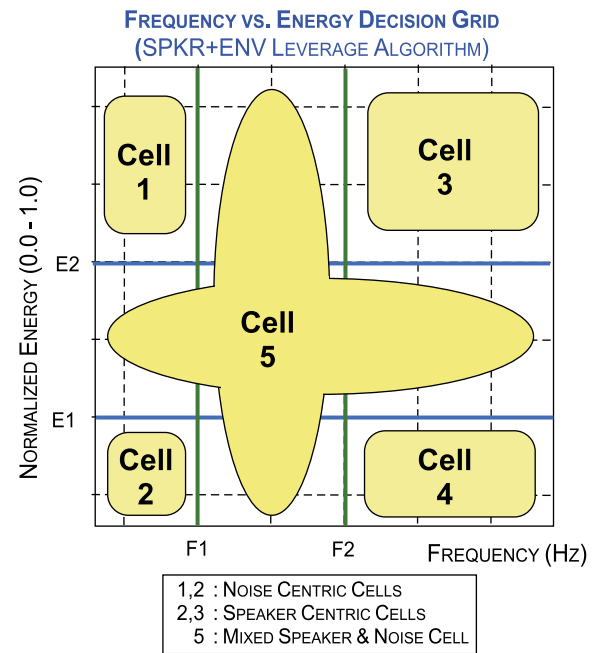 FREQUENCY VS. ENERGY DECISION GRID
(SPKR+ENV LEVERAGE ALGORITHM)
NORMALIZED ENERGY (0.0 - 1.0)
Cell
1
Cell
3
E2
Cell
5
E1
Cell
2
Cell
4
F1
F2
FREQUENCY (HZ)
1,2 : NOISE CENTRIC CELLS
2,3 : SPEAKER CENTRIC CELLS
5 : MIXED SPEAKER & NOISE CELL